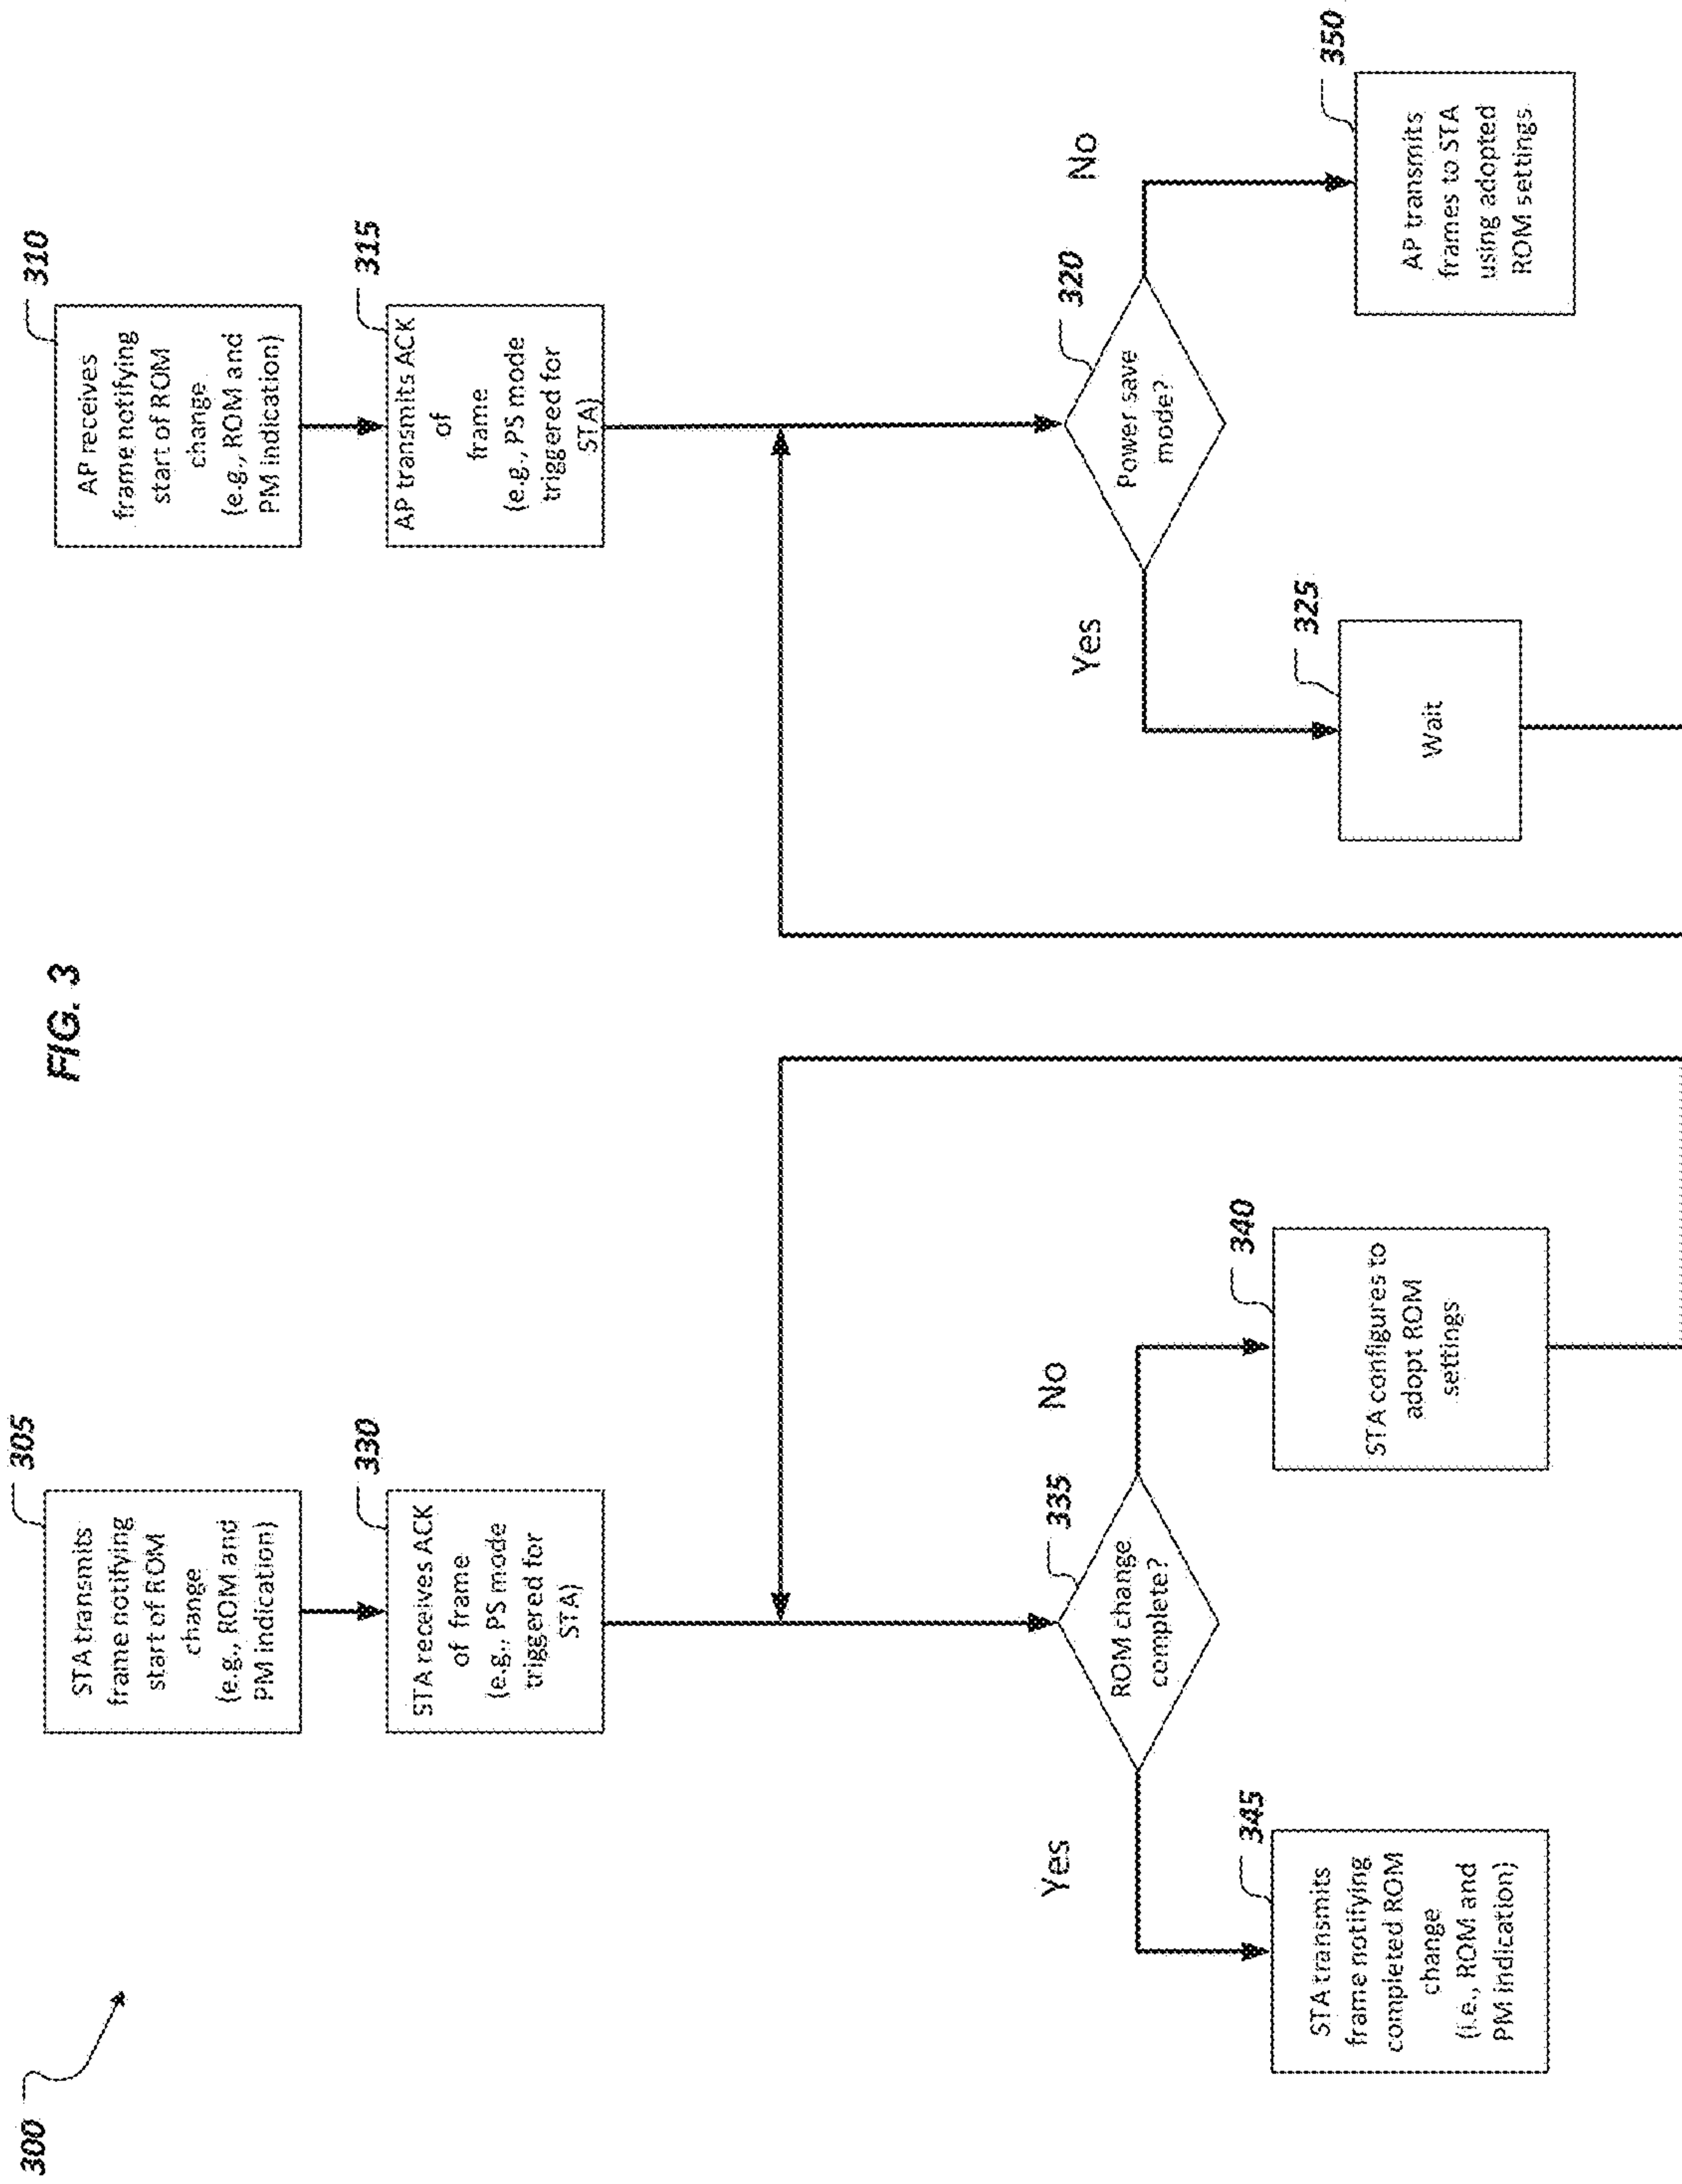 300
FIG. 3
305
STA transmits
frame notifying
start of ROM
change
(e.g., ROM and
PM indication)
330
STA receives ACK
of frame
(e.g., PS mode
triggered for
STA)
335
ROM change
complete?
Yes
No
345
STA transmits
frame notifying
completed ROM
change
(i.e., ROM and
PM indication)
340
STA configures to
adopt ROM
settings
310
AP receives
frame notifying
start of ROM
change
(e.g., ROM and
PM indication)
315
AP transmits ACK
of
frame
(e.g., PS mode
triggered for
STA)
320
Power save
mode?
Yes
No
325
Wait
350
AP transmits
frames to STA
using adopted
ROM settings